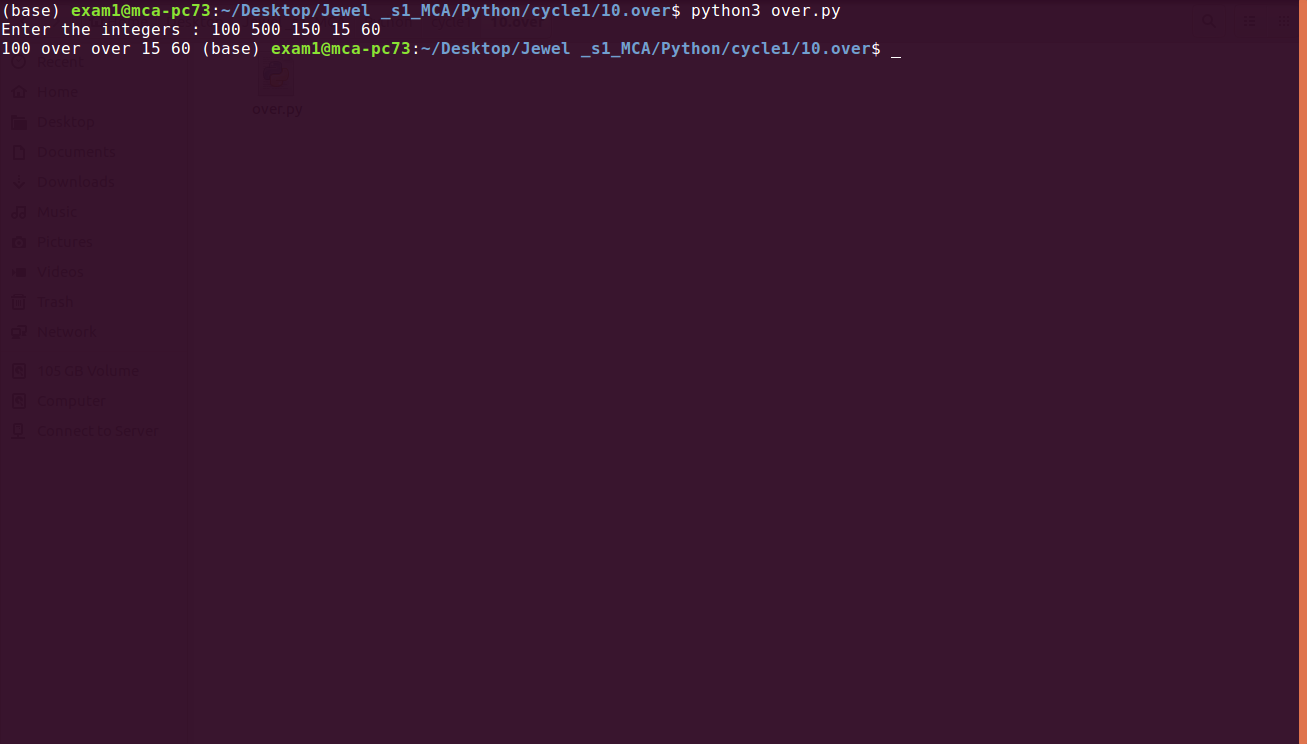 (base) exam1@mca-pc73:~/Desktop/Jewel _s1_MCA/Python/cycle1/10.over$ python3 over.py
Enter the integers : 100 500 150 15 60
100 over over 15 60 (base) exam1@mca-pc73:~/Desktop/Jewel _s1_MCA/Python/cycle1/10.over$ _
Recent
Home
over.py
Desktop
Documents
Downloads
Music
Pictures
Videos
Trash
Network
105 GB Volume
Computer
Connect to Server